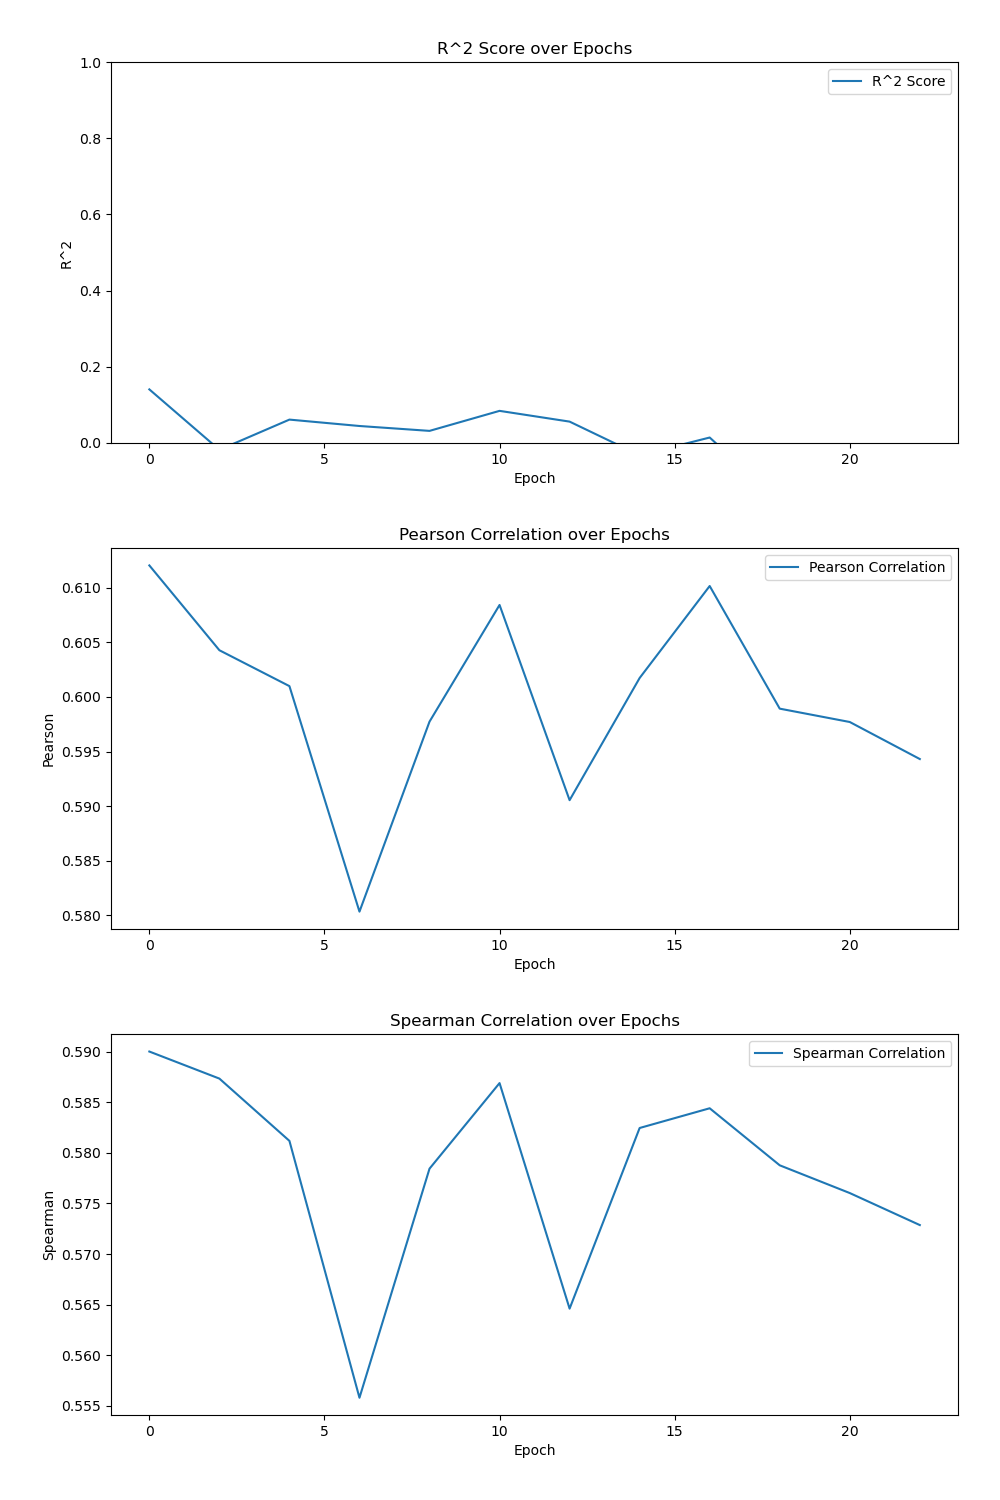 R^2 Score over Epochs
R^2 Score
1.0
0.8
0.6
0.4
0.2
0.0
R^2
0 5 10 15 20
Epoch
Pearson Correlation over Epochs
Pearson Correlation
0.610
0.605
0.600
0.595
0.590
0.585
0.580
Pearson
0 5 10 15 20
Epoch
Spearman Correlation over Epochs
Spearman Correlation
0.590
0.585
0.580
0.575
0.570
0.565
0.560
0.555
Spearman
0 5 10 15 20
Epoch